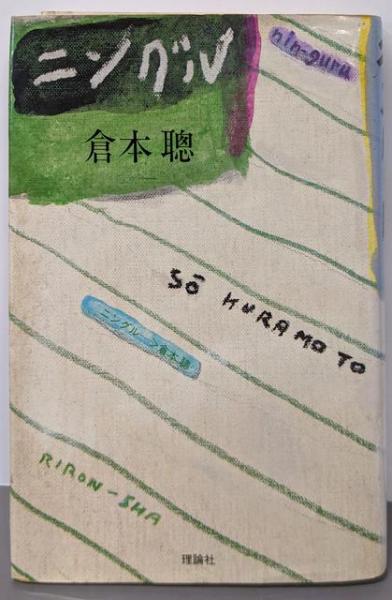 ニングル
nin-guru
倉本 聰
Sō KURAMOTO
ニングル 倉本聰
RIRON-SHA
理論社